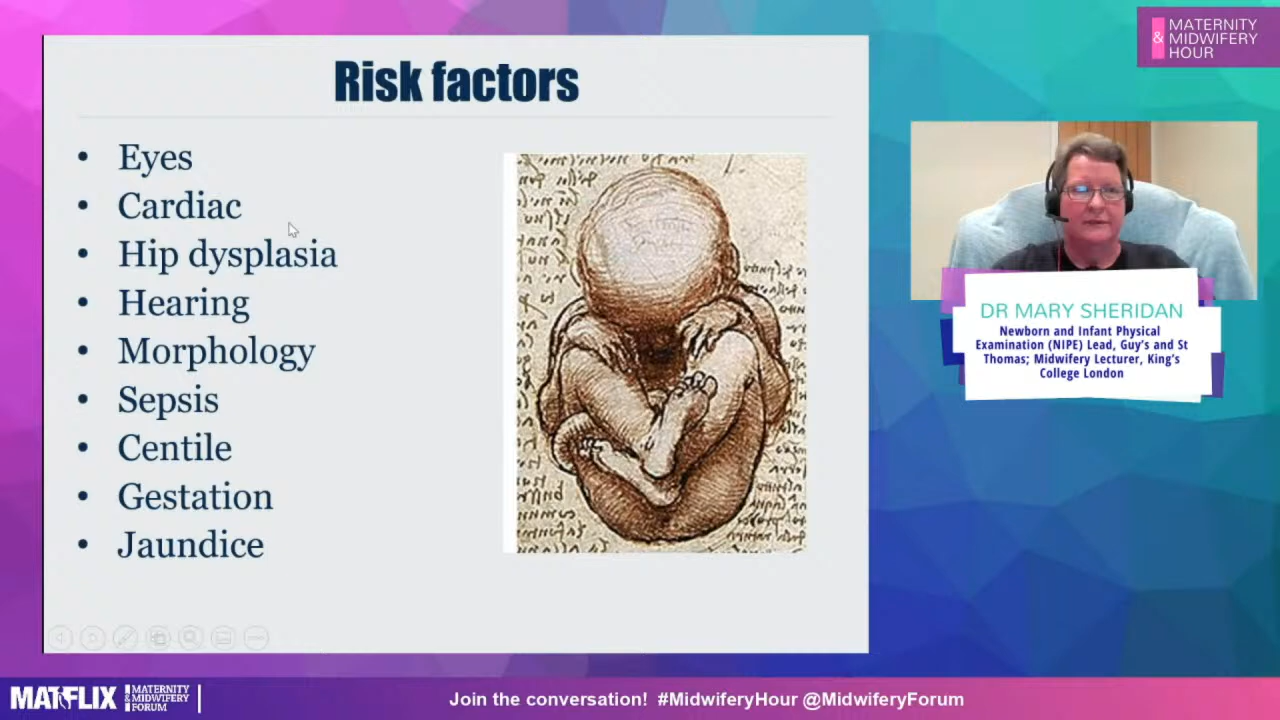 Risk factors
• Eyes
• Cardiac
• Hip dysplasia
• Hearing
• Morphology
• Sepsis
• Centile
• Gestation
• Jaundice
MATERNITY
& MIDWIFERY
HOUR
DR MARY SHERIDAN
Newborn and Infant Physical
Examination (NIPE) Lead, Guy's and St
Thomas; Midwifery Lecturer, King's
College London
MATFLIX
MATERNITY
& MIDWIFERY
FORUM
Join the conversation! #MidwiferyHour @MidwiferyForum